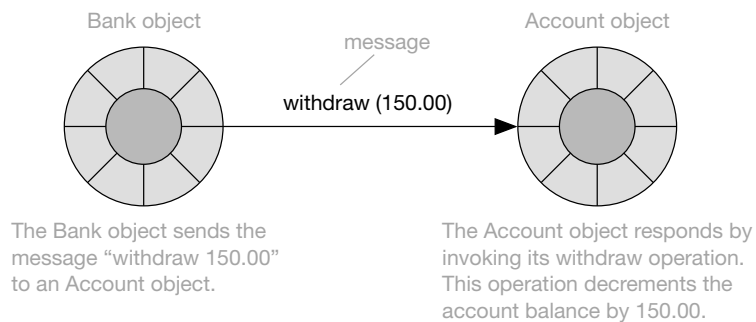 Bank object
Account object
message
withdraw (150.00)
The Bank object sends the
message “withdraw 150.00”
to an Account object.
The Account object responds by
invoking its withdraw operation.
This operation decrements the
account balance by 150.00.